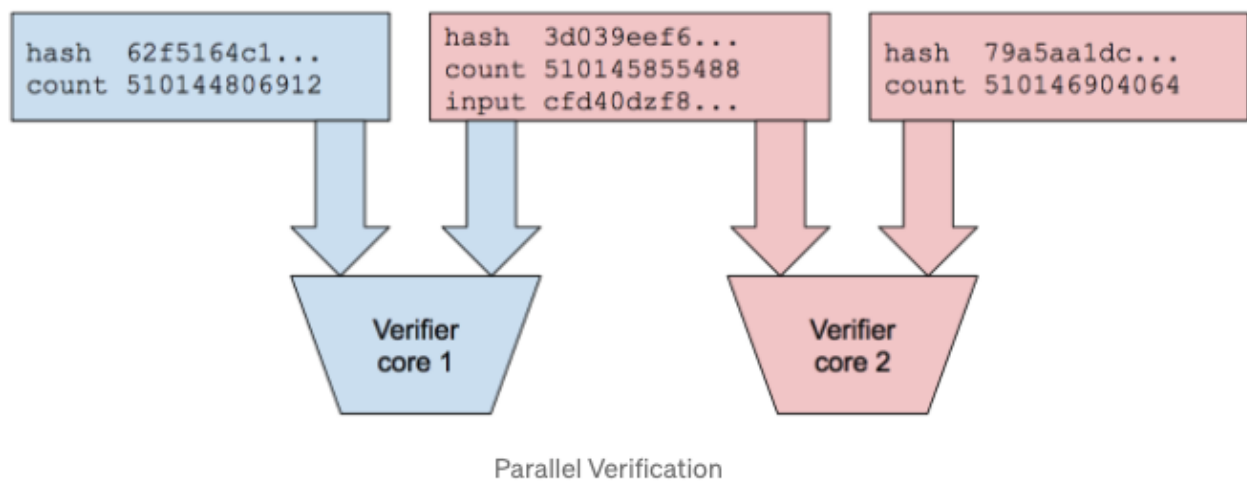 hash  62f5164c1...
count 510144806912
hash  3d039eef6...
count 510145855488
input cfd40dzf8...
hash  79a5aa1dc...
count 510146904064
Verifier
core 1
Verifier
core 2
Parallel Verification